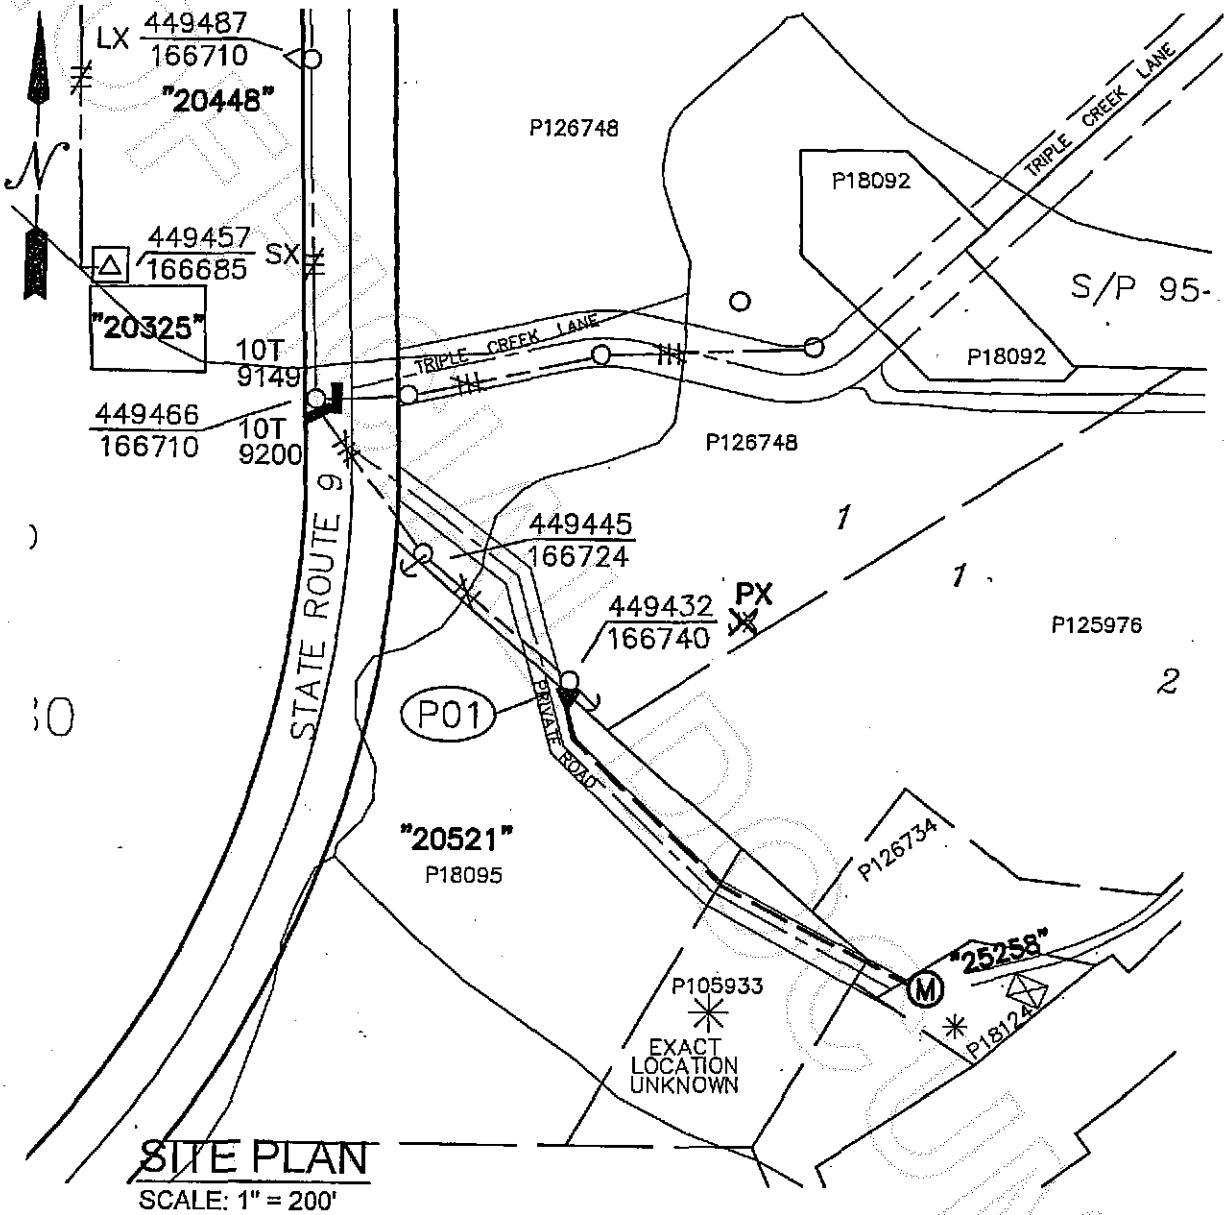 449487
LX
166710
"20448"
P126748
TRIPLE CREEK LANE
P18092
N
449457
SX
166685
S/P 95-
"20325"
TRIPLE CREEK LANE
10T
9149
P18092
449466
166710
10T
9200
P126748
STATE ROUTE 9
449445
166724
1
1
449432
PX
166740
P125976
2
P01
PRIVATE ROAD
"20521"
P18095
P126734
"25258"
P105933
M
P18124
EXACT
LOCATION
UNKNOWN
SITE PLAN
SCALE: 1" = 200'